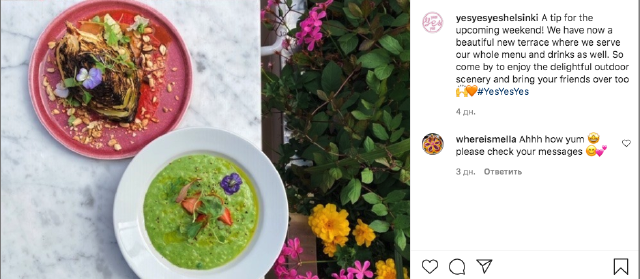 yesyesyeshelsinki A tip for the
upcoming weekend! We have now a
beautiful new terrace where we serve
our whole menu and drinks as well. So
come by to enjoy the delightful outdoor
scenery and bring your friends over too
🙌🧡#YesYesYes
4 дн.
whereismella Ahhh how yum 🤩
please check your messages 😋💕
3 дн. Ответить